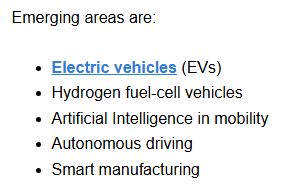 Emerging areas are:
• Electric vehicles (EVs)
• Hydrogen fuel-cell vehicles
• Artificial Intelligence in mobility
• Autonomous driving
• Smart manufacturing